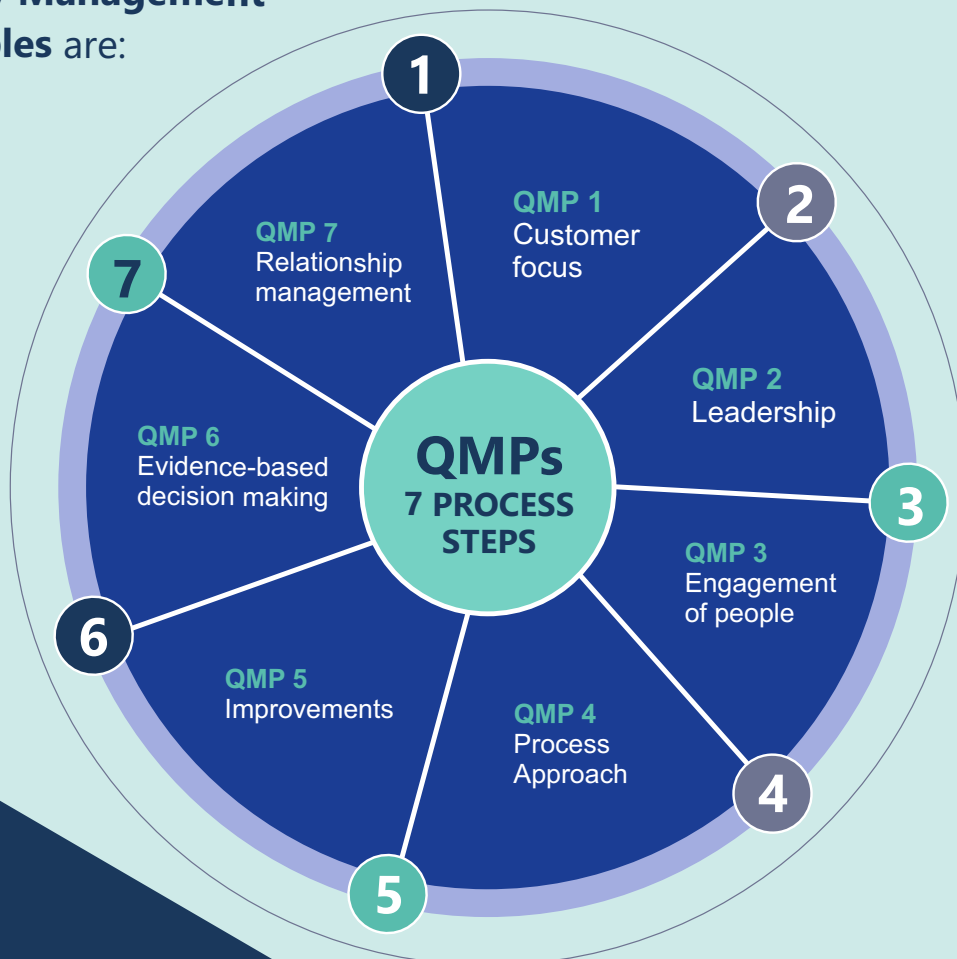 Management
are:
1
QMP 1
Customer
focus
2
QMP 2
Leadership
3
QMP 3
Engagement
of people
4
QMP 4
Process
Approach
5
QMP 5
Improvements
6
QMP 6
Evidence-based
decision making
7
QMP 7
Relationship
management
QMPs
7 PROCESS
STEPS